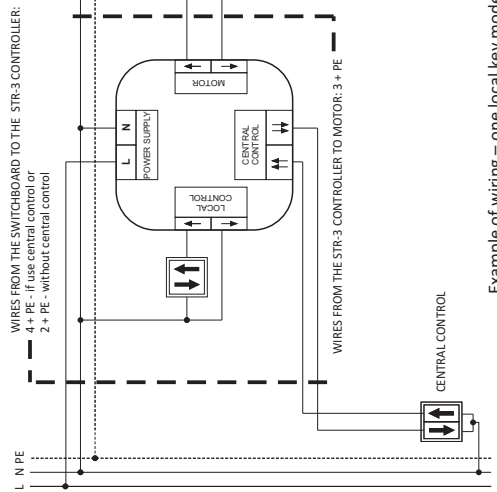 WIRES FROM THE SWITCHBOARD TO THE STR-3 CONTROLLER:
4 + PE - if use central control or
2 + PE - without central control
L N PE
L N
POWER SUPPLY
LOCAL
CONTROL
MOTOR
CENTRAL
CONTROL
WIRES FROM THE STR-3 CONTROLLER TO MOTOR: 3 + PE
CENTRAL CONTROL
Example of wiring – one local key mode